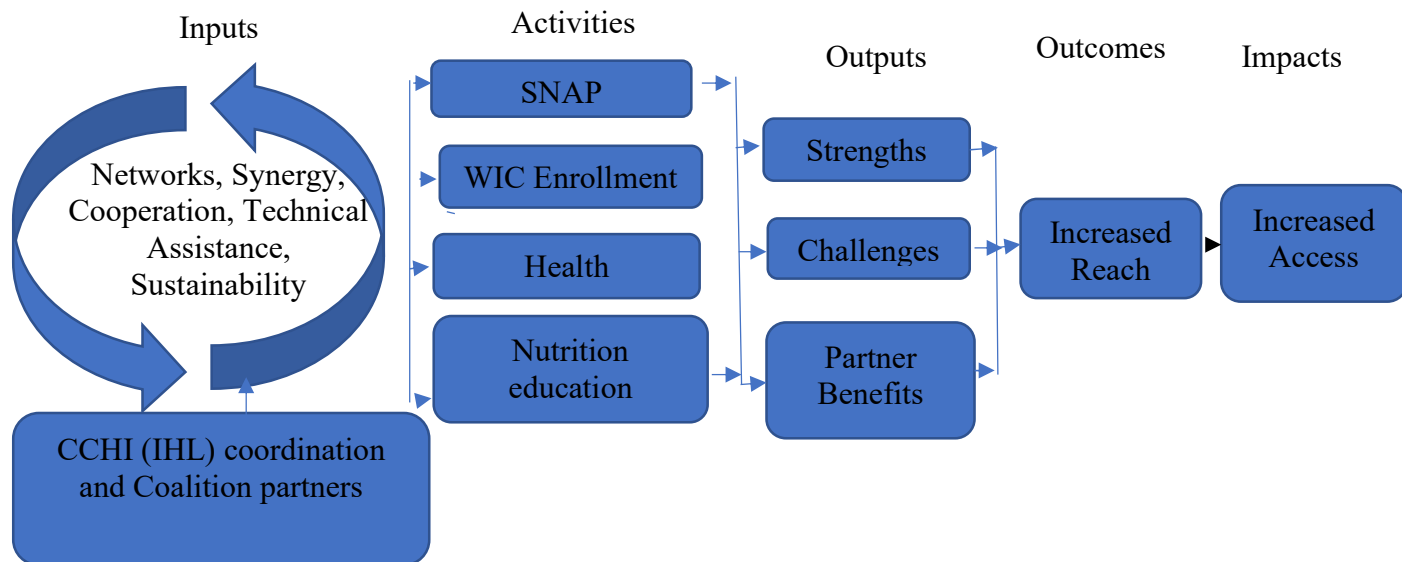 Inputs
Networks, Synergy,
Cooperation, Technical
Assistance,
Sustainability
CCHI (IHL) coordination
and Coalition partners
Activities
SNAP
WIC Enrollment
Health
Nutrition
education
Outputs
Strengths
Challenges
Partner
Benefits
Outcomes
Increased
Reach
Impacts
Increased
Access